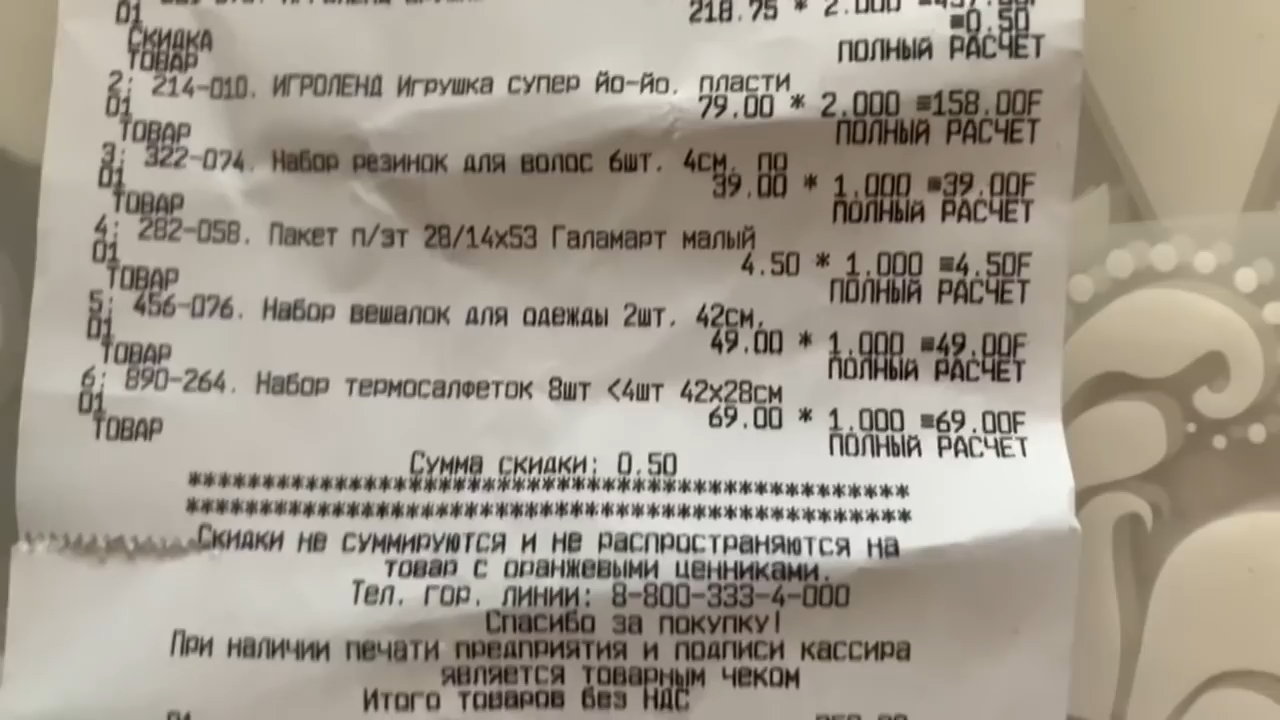 01 218.75 * 2.000
СКИДКА ≡0.50
ТОВАР ПОЛНЫЙ РАСЧЕТ
2: 214-010. ИГРОЛЕНД Игрушка супер йо-йо, пласти
01 79.00 * 2.000 ≡158.00F
ТОВАР ПОЛНЫЙ РАСЧЕТ
3: 322-074. Набор резинок для волос 6шт. 4см, по
01 39.00 * 1.000 ≡39.00F
ТОВАР ПОЛНЫЙ РАСЧЕТ
4: 282-058. Пакет п/эт 28/14х53 Галамарт малый
01 4.50 * 1.000 ≡4.50F
ТОВАР ПОЛНЫЙ РАСЧЕТ
5: 456-076. Набор вешалок для одежды 2шт. 42см,
01 49.00 * 1.000 ≡49.00F
ТОВАР ПОЛНЫЙ РАСЧЕТ
6: 890-264. Набор термосалфеток 8шт <4шт 42х28см
01 69.00 * 1.000 ≡69.00F
ТОВАР ПОЛНЫЙ РАСЧЕТ
Сумма скидки: 0.50
************************************************
************************************************
Скидки не суммируются и не распространяются на
товар с оранжевыми ценниками.
Тел. гор. линии: 8-800-333-4-000
Спасибо за покупку!
При наличии печати предприятия и подписи кассира
является товарным чеком
Итого товаров без НДС